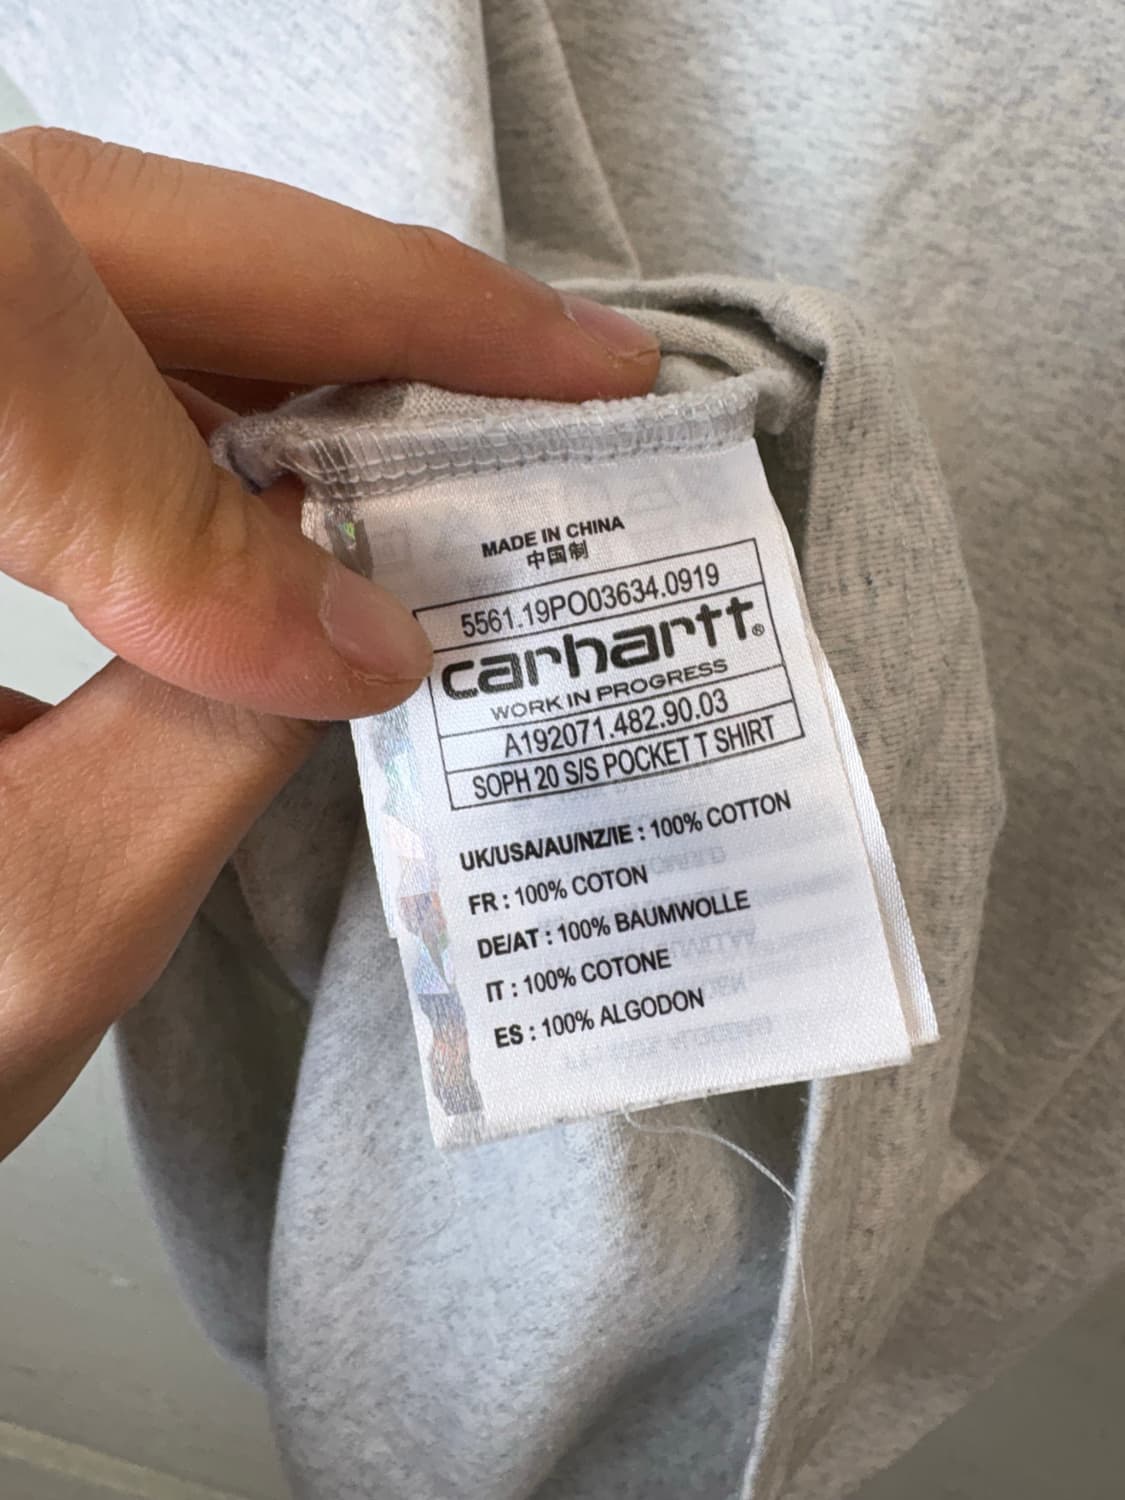 MADE IN CHINA
中国制
5561.19PO03634.0919
carhartt®
WORK IN PROGRESS
A192071.482.90.03
SOPH 20 S/S POCKET T SHIRT
UK/USA/AU/NZ/IE : 100% COTTON
FR : 100% COTON
DE/AT : 100% BAUMWOLLE
IT : 100% COTONE
ES : 100% ALGODON